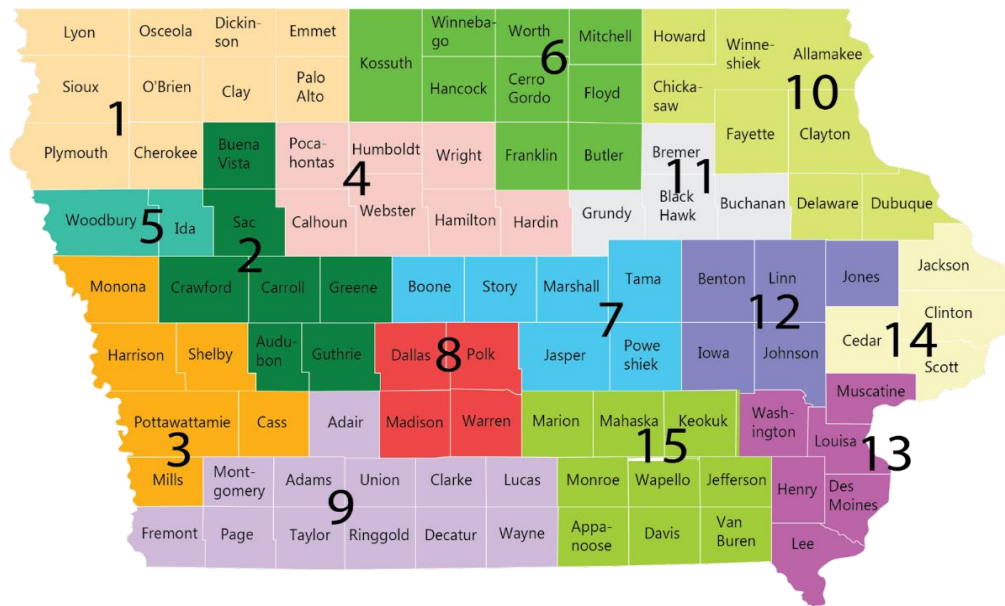 Lyon
Osceola
Dickin-
son
Emmet
Kossuth
Winneba-
go
Worth
Mitchell
Howard
Winne-
shiek
Allamakee
6
Sioux
O'Brien
Clay
Palo
Alto
Hancock
Cerro
Gordo
Floyd
Chicka-
saw
10
1
Plymouth
Cherokee
Buena
Vista
Poca-
hontas
Humboldt
Wright
Franklin
Butler
Bremer
Fayette
Clayton
4
11
Woodbury
5
Ida
Sac
Calhoun
Webster
Hamilton
Hardin
Grundy
Black
Hawk
Buchanan
Delaware
Dubuque
2
Monona
Crawford
Carroll
Greene
Boone
Story
Marshall
Tama
Benton
Linn
Jones
Jackson
7
12
Clinton
Harrison
Shelby
Audu-
bon
Guthrie
Dallas
8
Polk
Jasper
Powe
shiek
Iowa
Johnson
Cedar
14
Scott
Muscatine
Pottawattamie
Cass
Adair
Madison
Warren
Marion
Mahaska
Keokuk
Wash-
ington
Louisa
3
15
13
Mills
Mont-
gomery
Adams
Union
Clarke
Lucas
Monroe
Wapello
Jefferson
Henry
Des
Moines
9
Fremont
Page
Taylor
Ringgold
Decatur
Wayne
Appa-
noose
Davis
Van
Buren
Lee